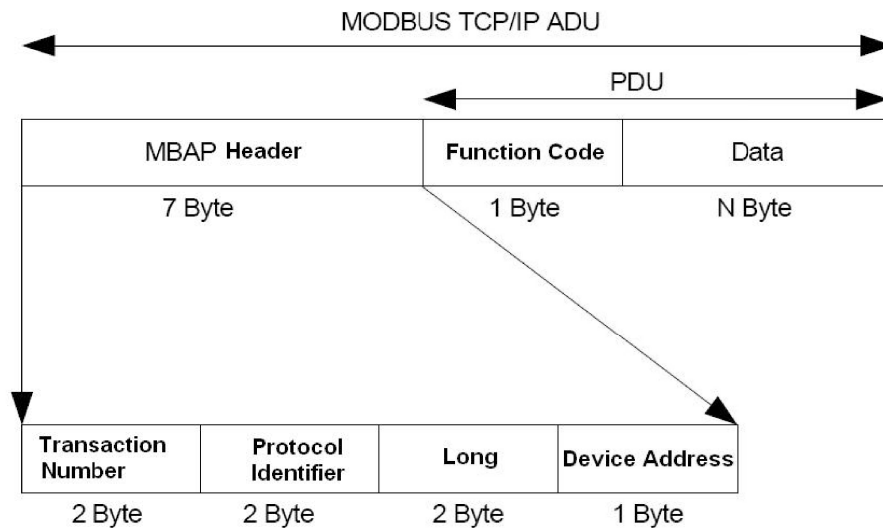 MODBUS TCP/IP ADU
PDU
MBAP Header
Function Code
Data
7 Byte
1 Byte
N Byte
Transaction
Number
Protocol
Identifier
Long
Device Address
2 Byte
2 Byte
2 Byte
1 Byte